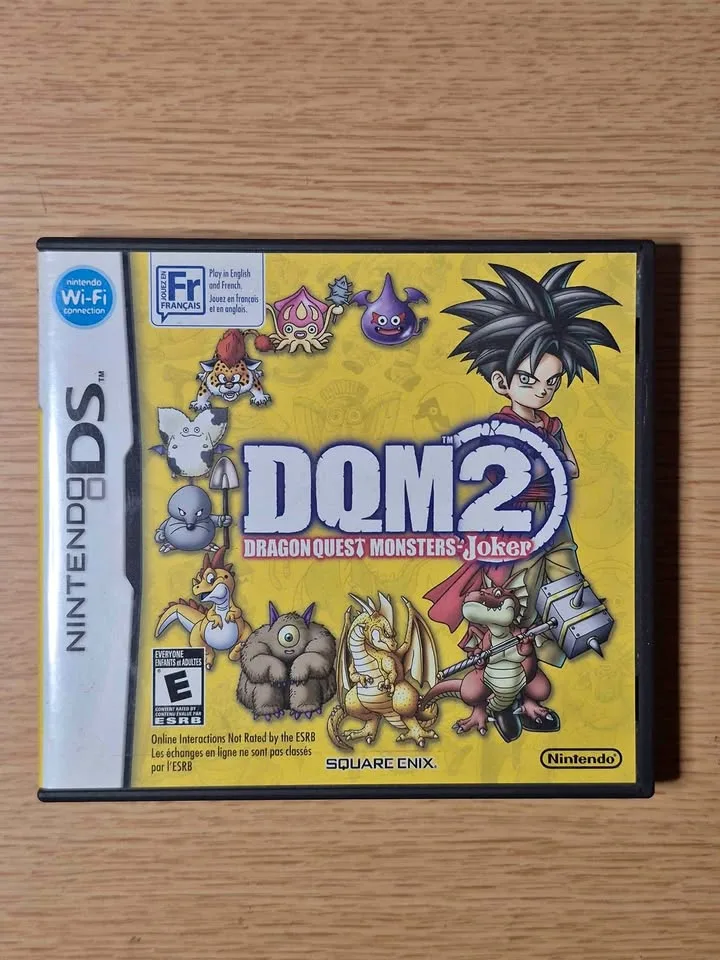 nintendo
Wi-Fi
connection
NINTENDO DS™
JOUEZ EN
Fr
FRANÇAIS
Play in English
and French.
Jouez en français
et en anglais.
DQM2™
DRAGON QUEST MONSTERS-Joker
EVERYONE
ENFANTS et ADULTES
E
CONTENT RATED BY
CONTENU ÉVALUÉ PAR
ESRB
Online Interactions Not Rated by the ESRB
Les échanges en ligne ne sont pas classés
par l'ESRB
SQUARE ENIX.
Nintendo